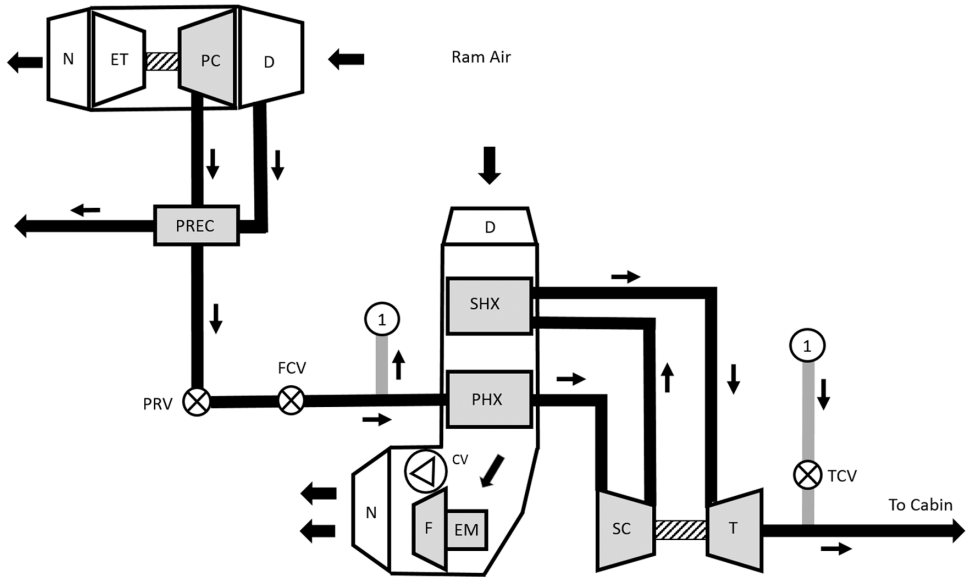 N ET PC D
Ram Air
PREC
D
SHX
1
1
FCV
PRV
PHX
CV
TCV
N
F
EM
SC
T
To Cabin